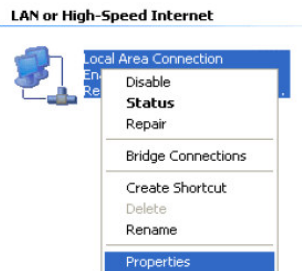 LAN or High-Speed Internet
Local Area Connection
Disable
Status
Repair
Bridge Connections
Create Shortcut
Delete
Rename
Properties